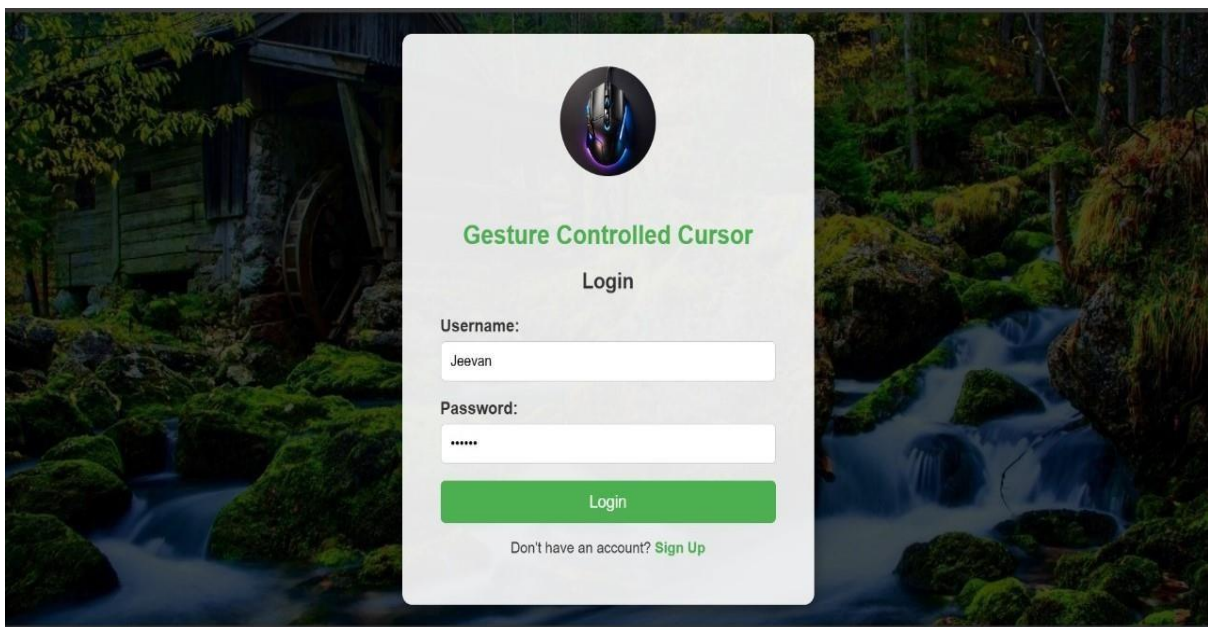 Gesture Controlled Cursor
Login
Username:
Jeevan
Password:
••••••
Login
Don't have an account? Sign Up